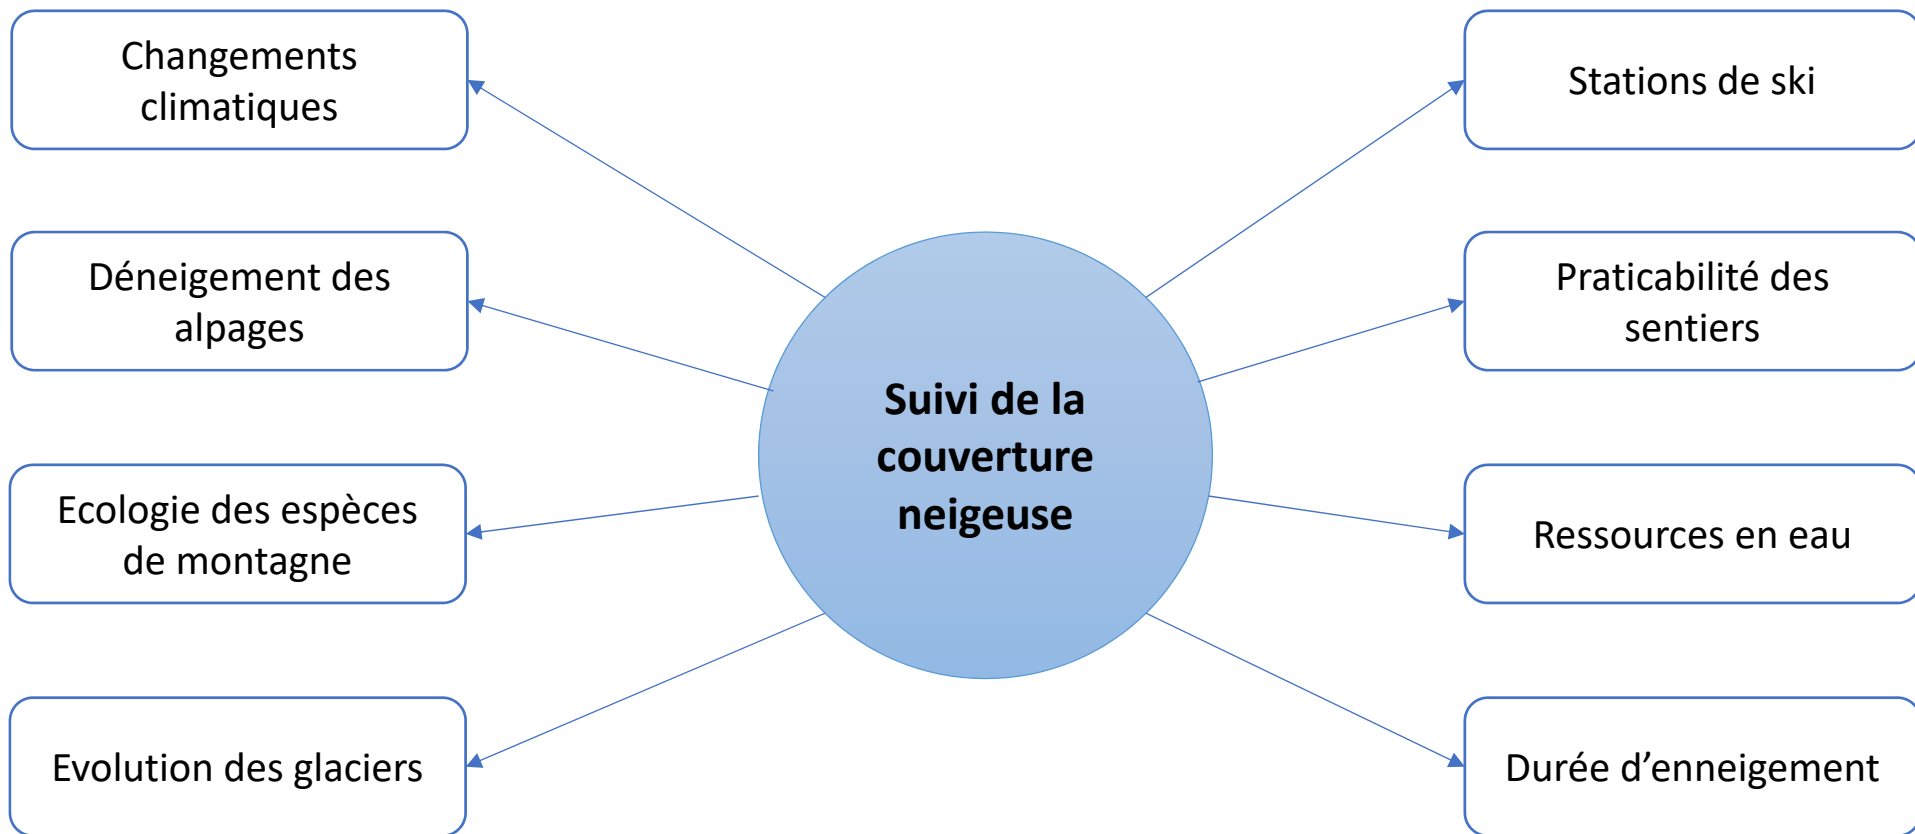 Changements
climatiques
Déneigement des
alpages
Ecologie des espèces
de montagne
Evolution des glaciers
Suivi de la
couverture
neigeuse
Stations de ski
Praticabilité des
sentiers
Ressources en eau
Durée d’enneigement